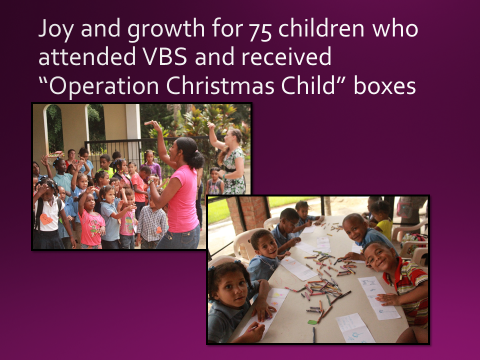 Joy and growth for 75 children who
attended VBS and received
“Operation Christmas Child” boxes